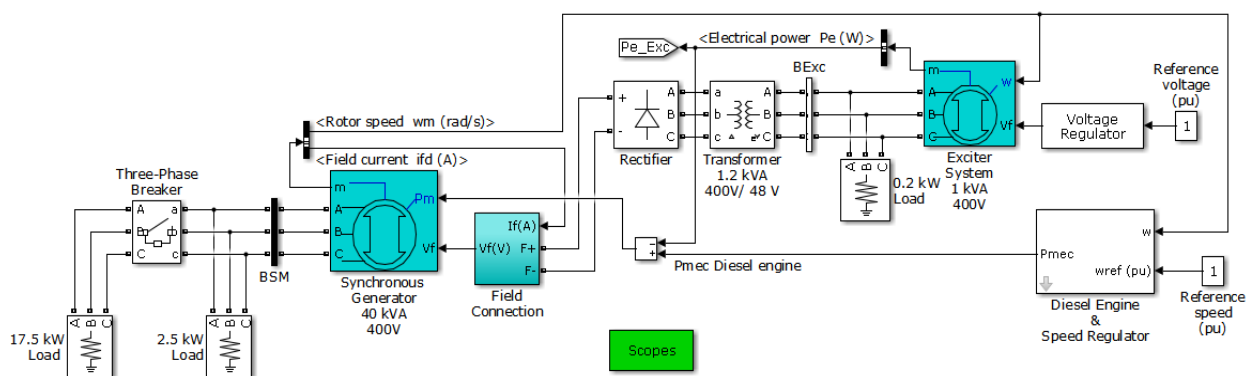 <Electrical power Pe (W)>
Pe_Exc
BExc
m
w
A
B
C
Vf
Exciter
System
1 kVA
400V
Reference
voltage
(pu)
1
Voltage
Regulator
+
-
A
B
C
Rectifier
a
b
c
A
B
C
Transformer
1.2 kVA
400V/ 48 V
A
B
C
0.2 kW
Load
<Rotor speed wm (rad/s)>
<Field current ifd (A)>
Three-Phase
Breaker
A
B
C
a
b
c
BSM
m
Pm
A
B
C
Vf
Synchronous
Generator
40 kVA
400V
If(A)
Vf(V)
F+
F-
Field
Connection
-
+
Pmec Diesel engine
w
Pmec
wref (pu)
Diesel Engine
&
Speed Regulator
1
Reference
speed
(pu)
A
B
C
17.5 kW
Load
A
B
C
2.5 kW
Load
Scopes